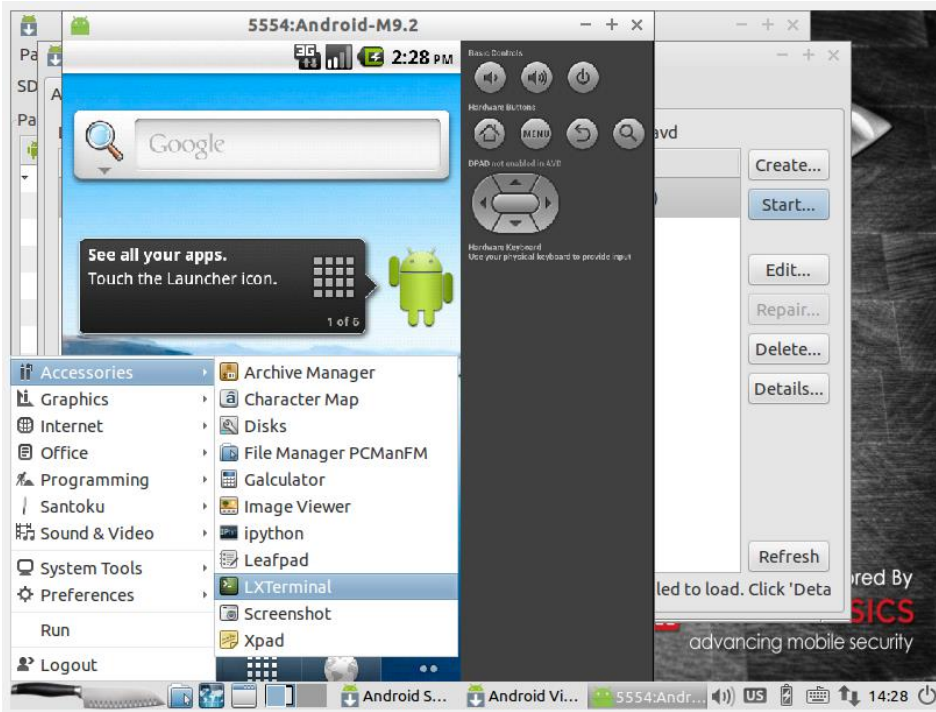 5554:Android-M9.2
Pa
SD
A
Pa
3G
2:28 PM
Google
See all your apps.
Touch the Launcher icon.
1 of 6
Basic Controls
Hardware Buttons
MENU
DPAD not enabled in AVD
Hardware Keyboard
Use your physical keyboard to provide input
avd
Create...
Start...
Edit...
Repair...
Delete...
Details...
Refresh
led to load. Click 'Deta
ored By
SICS
advancing mobile security
Accessories
Graphics
Internet
Office
Programming
Santoku
Sound & Video
System Tools
Preferences
Run
Logout
Archive Manager
Character Map
Disks
File Manager PCManFM
Galculator
Image Viewer
ipython
Leafpad
LXTerminal
Screenshot
Xpad
Android S...
Android Vi...
5554:Andr...
US
14:28